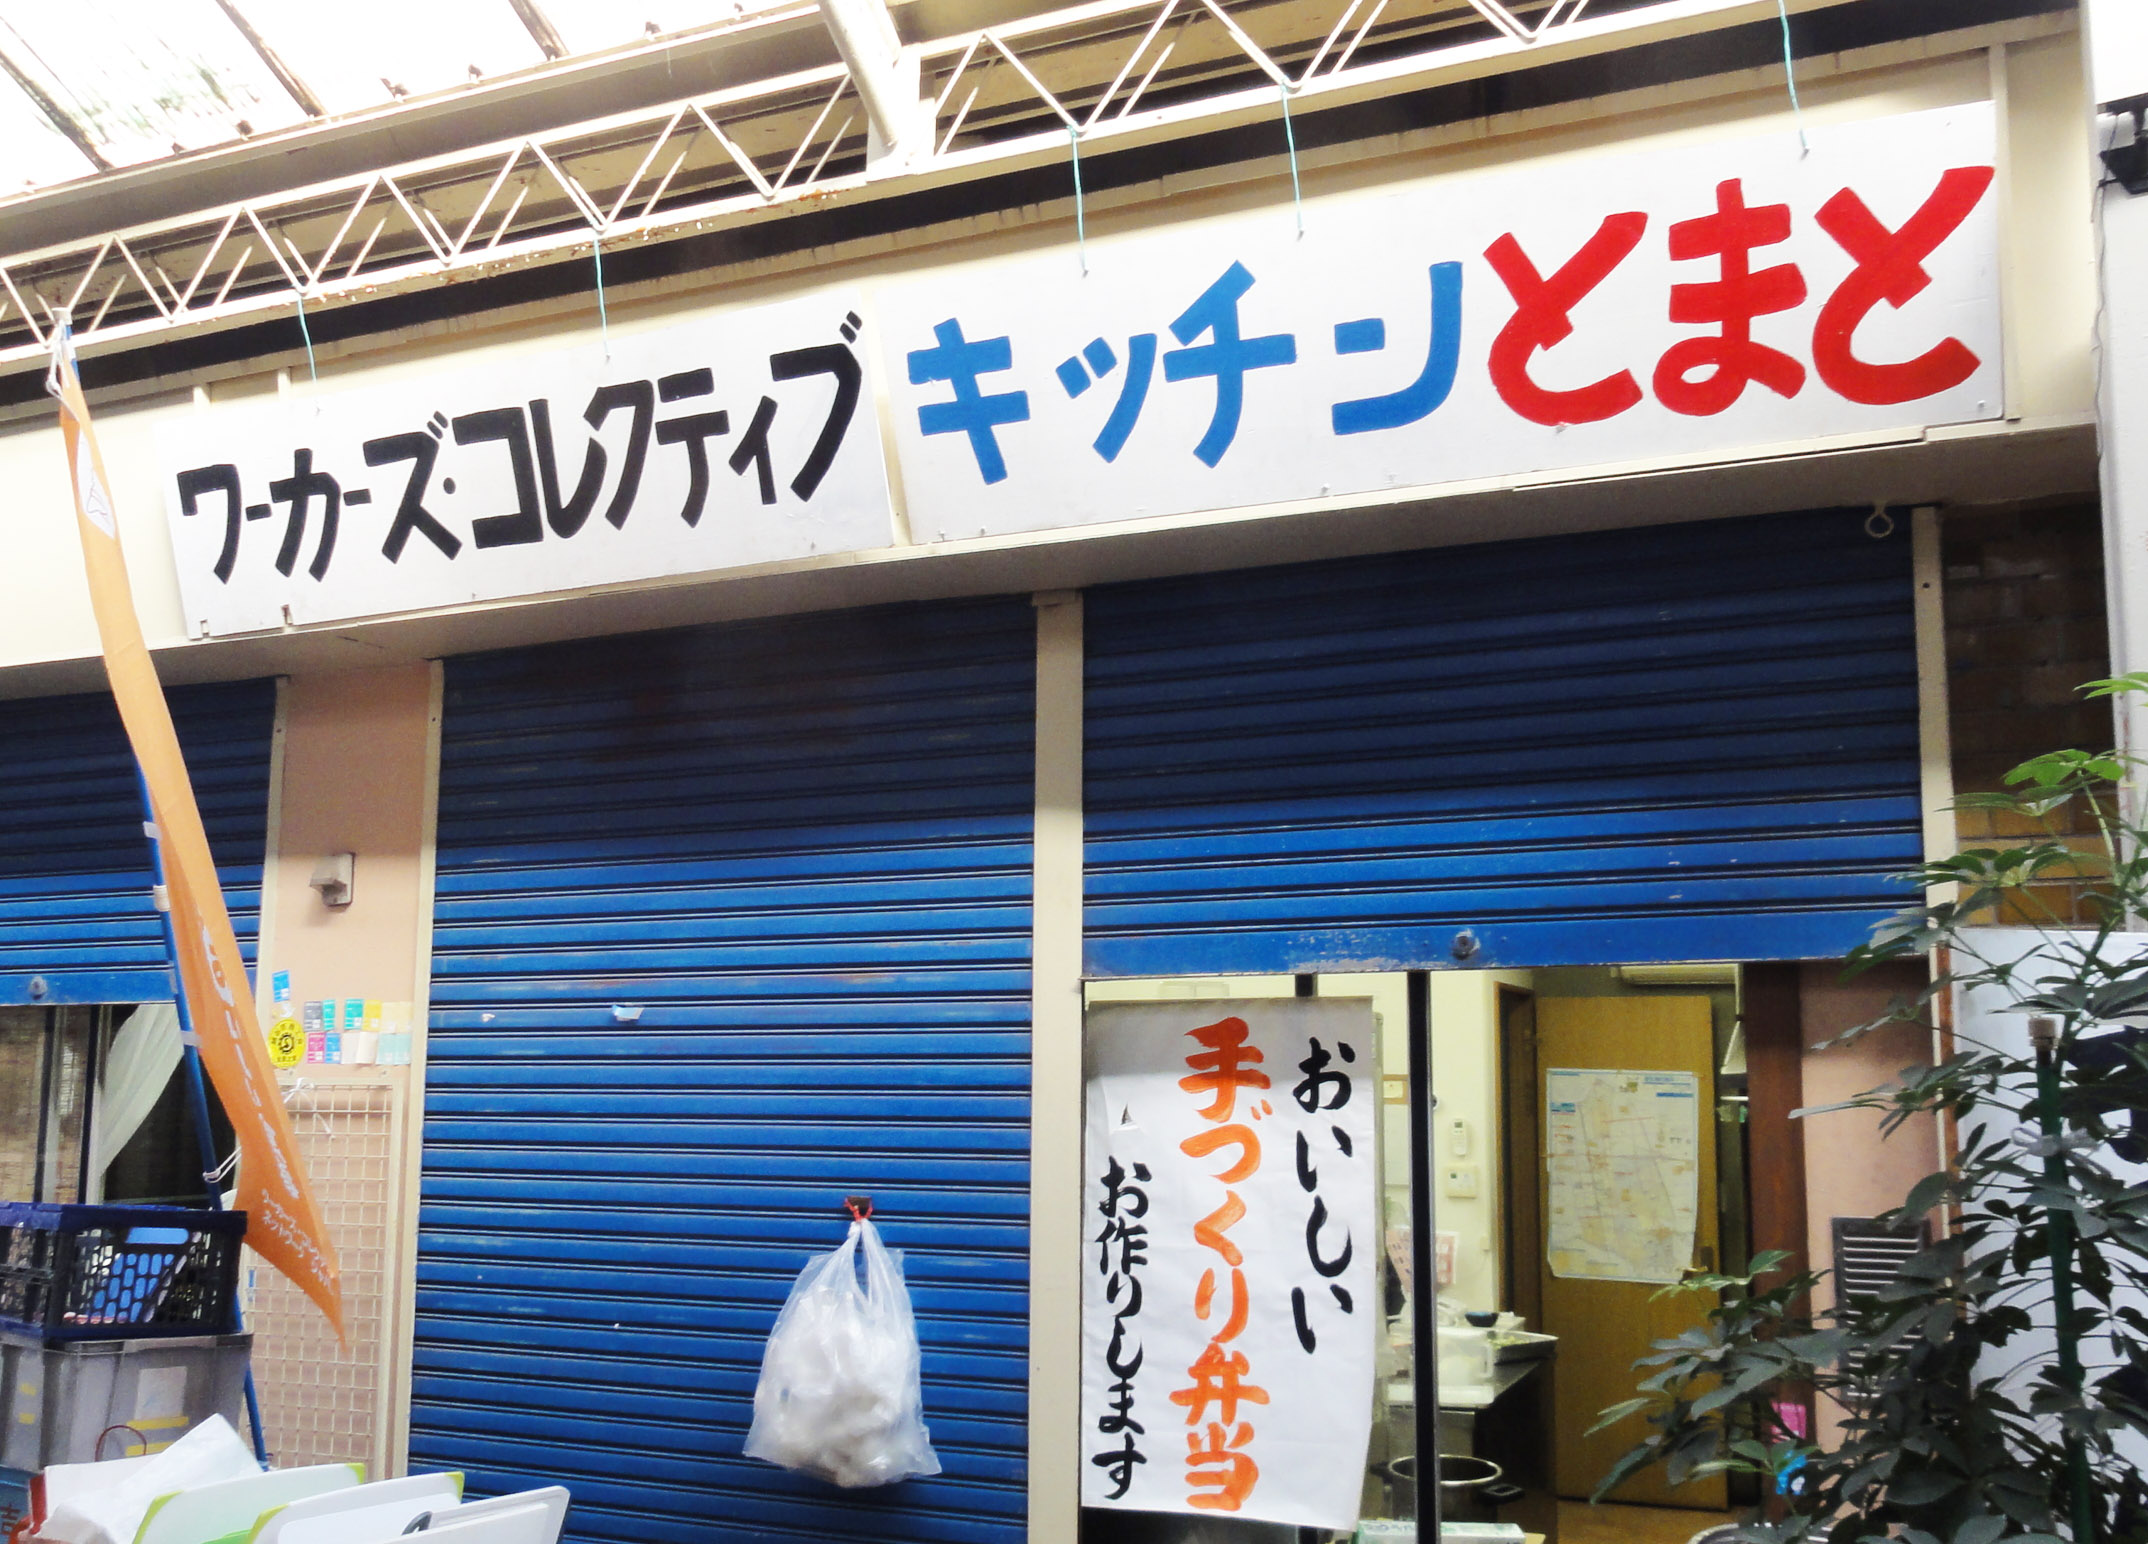 ワーカーズ・コレクティブ
キッチンとまと
おいしい
手づくり弁当
お作りします